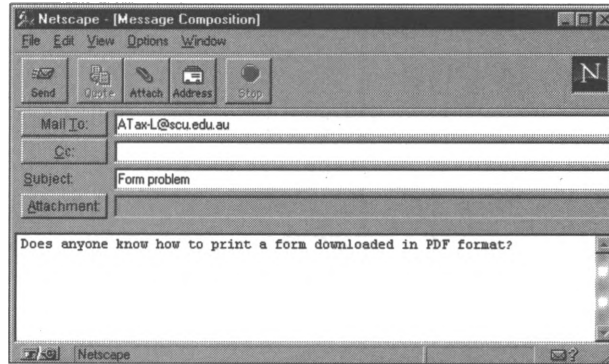 Netscape - [Message Composition]
File Edit View Options Window
Send Quote Attach Address Stop
N
Mail To: ATax-L@scu.edu.au
Cc:
Subject: Form problem
Attachment:
Does anyone know how to print a form downloaded in PDF format?
Netscape